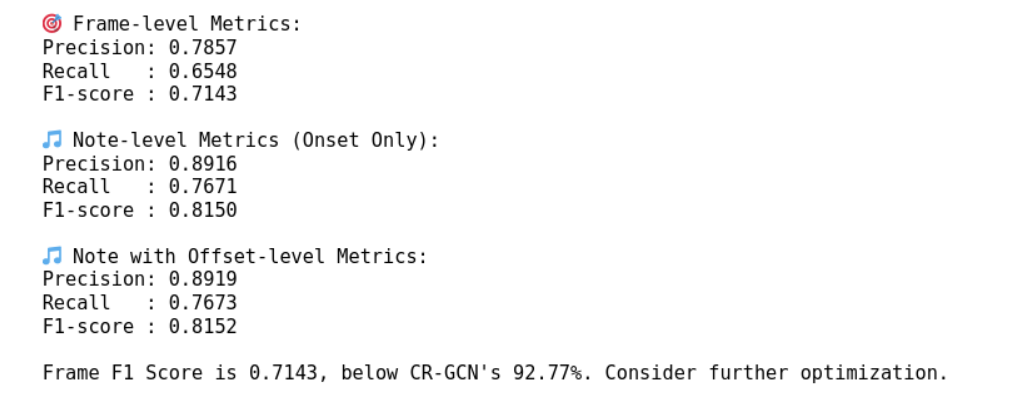 🎯 Frame-level Metrics:
Precision: 0.7857
Recall   : 0.6548
F1-score : 0.7143

🎵 Note-level Metrics (Onset Only):
Precision: 0.8916
Recall   : 0.7671
F1-score : 0.8150

🎵 Note with Offset-level Metrics:
Precision: 0.8919
Recall   : 0.7673
F1-score : 0.8152

Frame F1 Score is 0.7143, below CR-GCN's 92.77%. Consider further optimization.